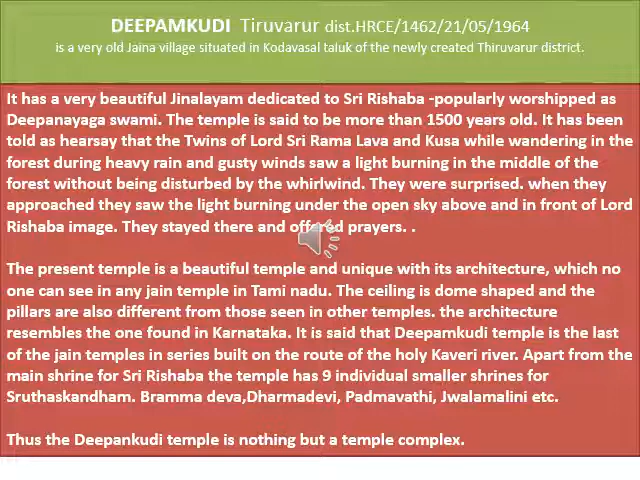 DEEPAMKUDI Tiruvarur dist.HRCE/1462/21/05/1964
is a very old Jaina village situated in Kodavasal taluk of the newly created Thiruvarur district.
It has a very beautiful Jinalayam dedicated to Sri Rishaba -popularly worshipped as
Deepanayaga swami. The temple is said to be more than 1500 years old. It has been
told as hearsay that the Twins of Lord Sri Rama Lava and Kusa while wandering in the
forest during heavy rain and gusty winds saw a light burning in the middle of the
forest without being disturbed by the whirlwind. They were surprised. when they
approached they saw the light burning under the open sky above and in front of Lord
Rishaba image. They stayed there and offered prayers. .
The present temple is a beautiful temple and unique with its architecture, which no
one can see in any jain temple in Tami nadu. The ceiling is dome shaped and the
pillars are also different from those seen in other temples. the architecture
resembles the one found in Karnataka. It is said that Deepamkudi temple is the last
of the jain temples in series built on the route of the holy Kaveri river. Apart from the
main shrine for Sri Rishaba the temple has 9 individual smaller shrines for
Sruthaskandham. Bramma deva,Dharmadevi, Padmavathi, Jwalamalini etc.
Thus the Deepankudi temple is nothing but a temple complex.